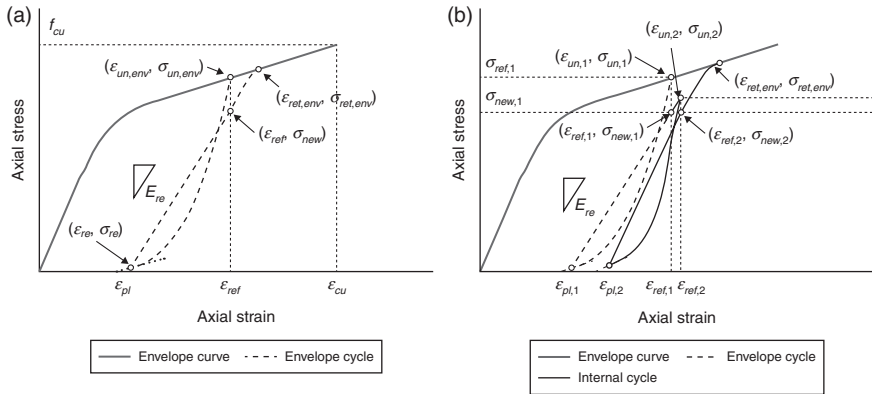 (a)
f_cu
(ε_un,env, σ_un,env)
(ε_ret,env, σ_ret,env)
(ε_ref, σ_new)
E_re
(ε_re, σ_re)
ε_pl
ε_ref
ε_cu
Axial stress
Axial strain
Envelope curve
Envelope cycle
(b)
(ε_un,2, σ_un,2)
(ε_un,1, σ_un,1)
σ_ref,1
(ε_ret,env, σ_ret,env)
σ_new,1
(ε_ref,1, σ_new,1)
(ε_ref,2, σ_new,2)
E_re
ε_pl,1
ε_pl,2
ε_ref,1
ε_ref,2
Axial stress
Axial strain
Envelope curve
Envelope cycle
Internal cycle